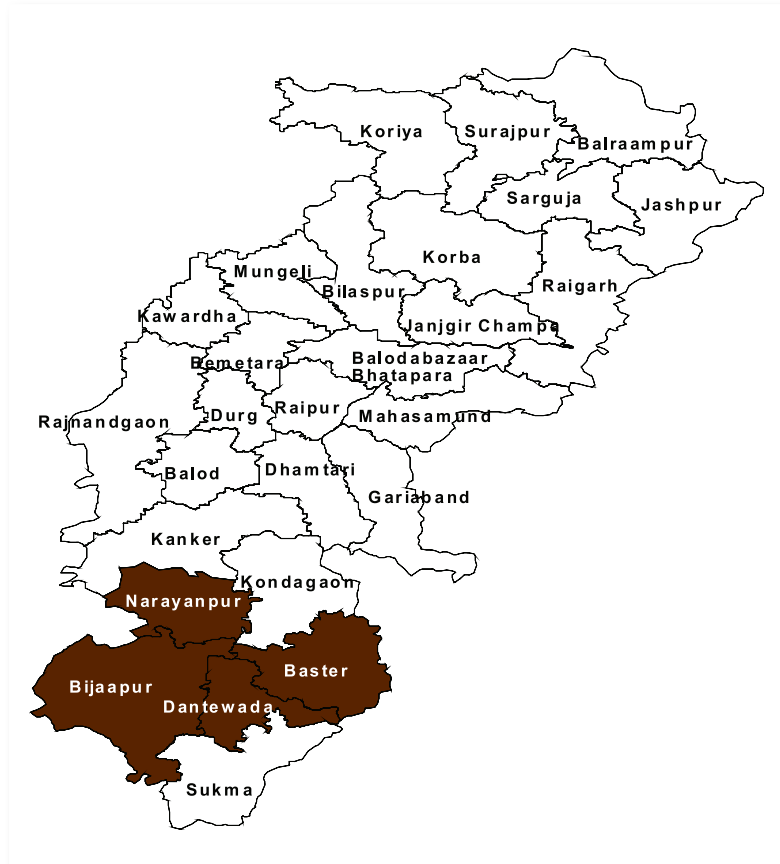 Koriya
Surajpur
Balraampur
Sarguja
Jashpur
Korba
Mungeli
Bilaspur
Raigarh
Kawardha
Janjgir Champa
Bemetara
Balodabazaar
Bhatapara
Rajnandgaon
Durg
Raipur
Mahasamund
Balod
Dhamtari
Gariaband
Kanker
Kondagaon
Narayanpur
Baster
Bijaapur
Dantewada
Sukma